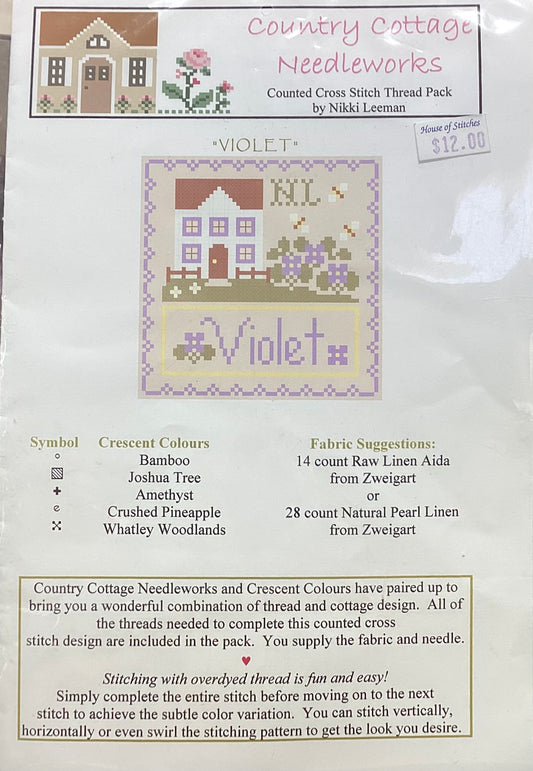 Country Cottage
Needleworks
Counted Cross Stitch Thread Pack
by Nikki Leeman
House of Stitches
$12.00
"VIOLET"
NL
Violet
Symbol Crescent Colours
Bamboo
Joshua Tree
Amethyst
Crushed Pineapple
Whatley Woodlands
Fabric Suggestions:
14 count Raw Linen Aida
from Zweigart
or
28 count Natural Pearl Linen
from Zweigart
Country Cottage Needleworks and Crescent Colours have paired up to
bring you a wonderful combination of thread and cottage design. All of
the threads needed to complete this counted cross
stitch design are included in the pack. You supply the fabric and needle.
Stitching with overdyed thread is fun and easy!
Simply complete the entire stitch before moving on to the next
stitch to achieve the subtle color variation. You can stitch vertically,
horizontally or even swirl the stitching pattern to get the look you desire.